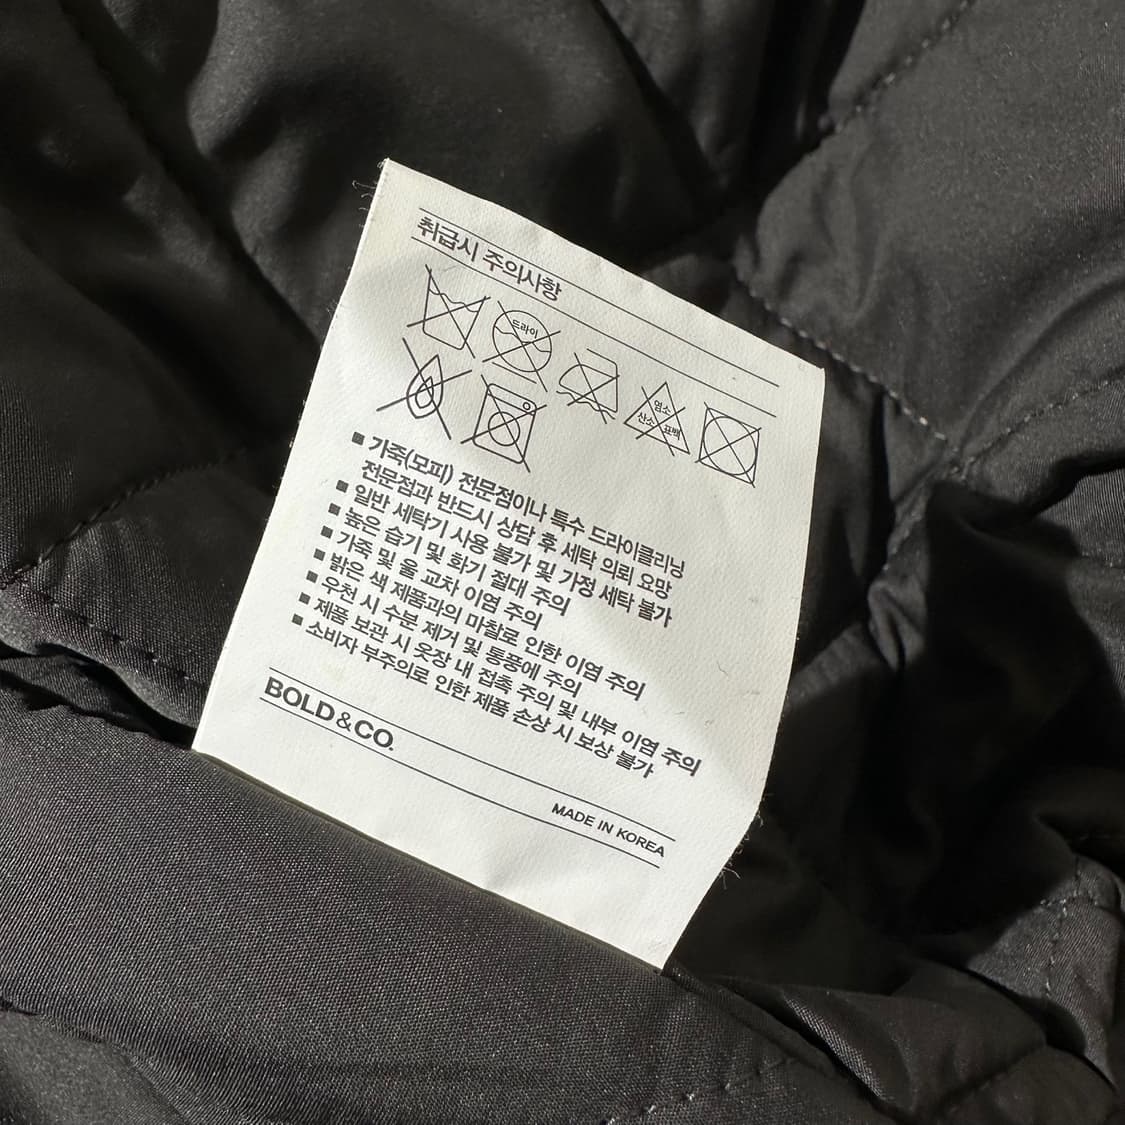 취급시 주의사항
드라이
염소
산소 표백
■ 가죽(모피) 전문점이나 특수 드라이클리닝
전문점과 반드시 상담 후 세탁 의뢰 요망
■ 일반 세탁기 사용 불가 및 가정 세탁 불가
■ 높은 습기 및 화기 절대 주의
■ 가죽 및 울 교차 이염 주의
■ 밝은 색 제품과의 마찰로 인한 이염 주의
■ 우천 시 수분 제거 및 통풍에 주의
■ 제품 보관 시 옷장 내 접촉 주의 및 내부 이염 주의
■ 소비자 부주의로 인한 제품 손상 시 보상 불가
BOLD & CO.
MADE IN KOREA